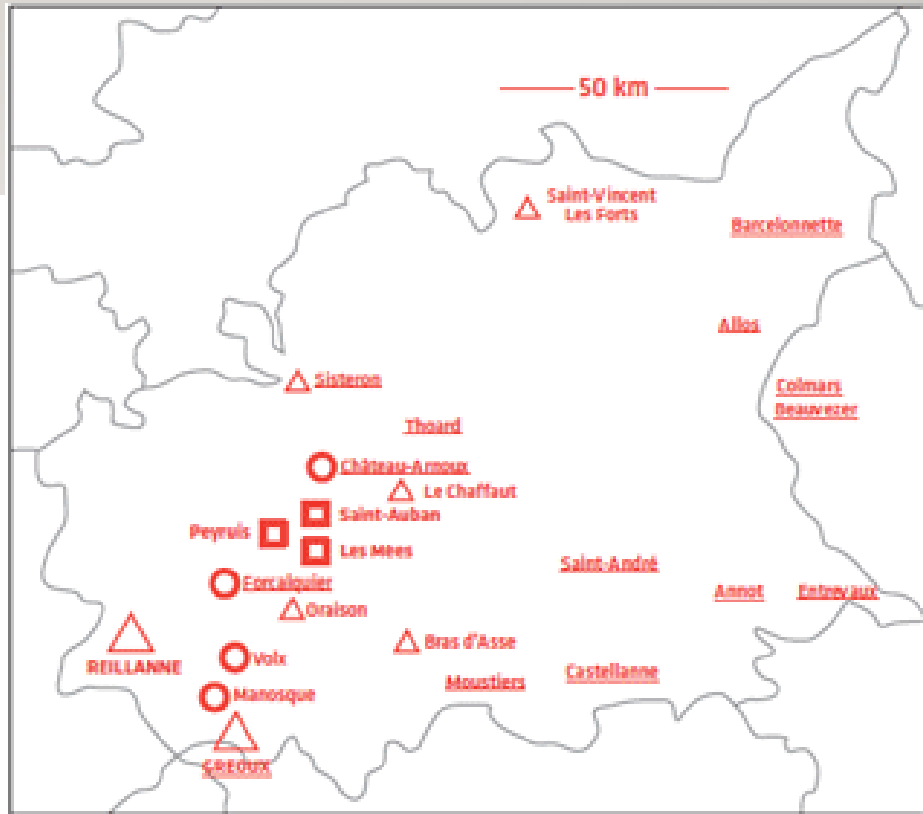 50 km
Saint-Vincent
Les Forts
Barcelonnette
Allos
Sisteron
Colmars
Beauvezer
Thoard
Château-Arnoux
Le Chaffaut
Saint-Auban
Peyruis
Les Mées
Saint-André
Forcalquier
Annot
Entrevaux
Oraison
Bras d'Asse
Volx
REILLANNE
Castellanne
Moustiers
Manosque
GREOUX